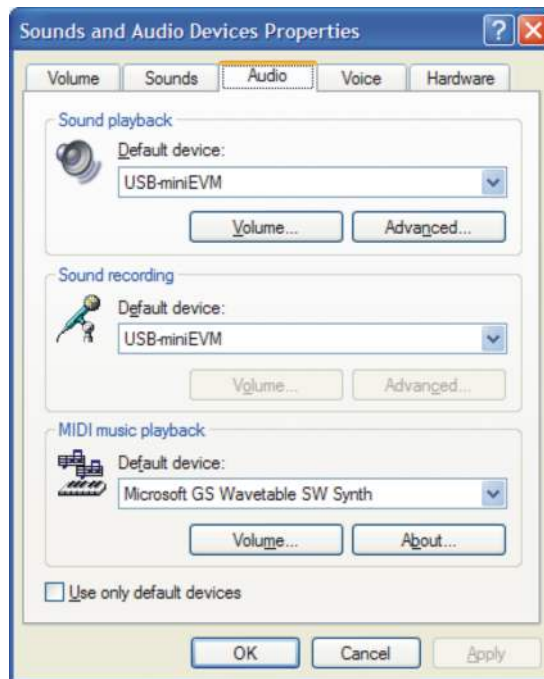 Sounds and Audio Devices Properties
Volume Sounds Audio Voice Hardware
Sound playback
Default device:
USB-miniEVM
Volume... Advanced...
Sound recording
Default device:
USB-miniEVM
Volume... Advanced...
MIDI music playback
Default device:
Microsoft GS Wavetable SW Synth
Volume... About...
Use only default devices
OK Cancel Apply